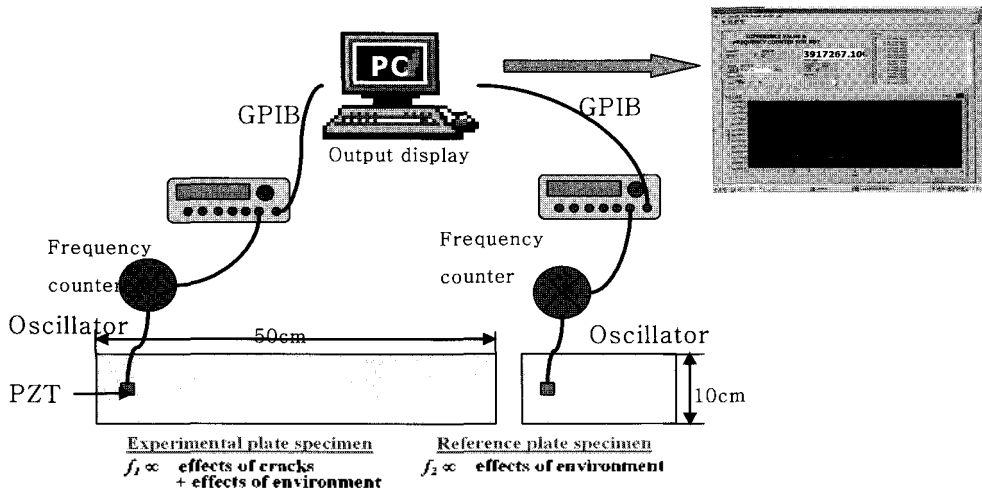 PC
3917267.10
GPIB
GPIB
Output display
Frequency
counter
Frequency
counter
Oscillator
Oscillator
50cm
PZT
10cm
Experimental plate specimen
f₁ ∝ effects of cracks
+ effects of environment
Reference plate specimen
f₂ ∝ effects of environment